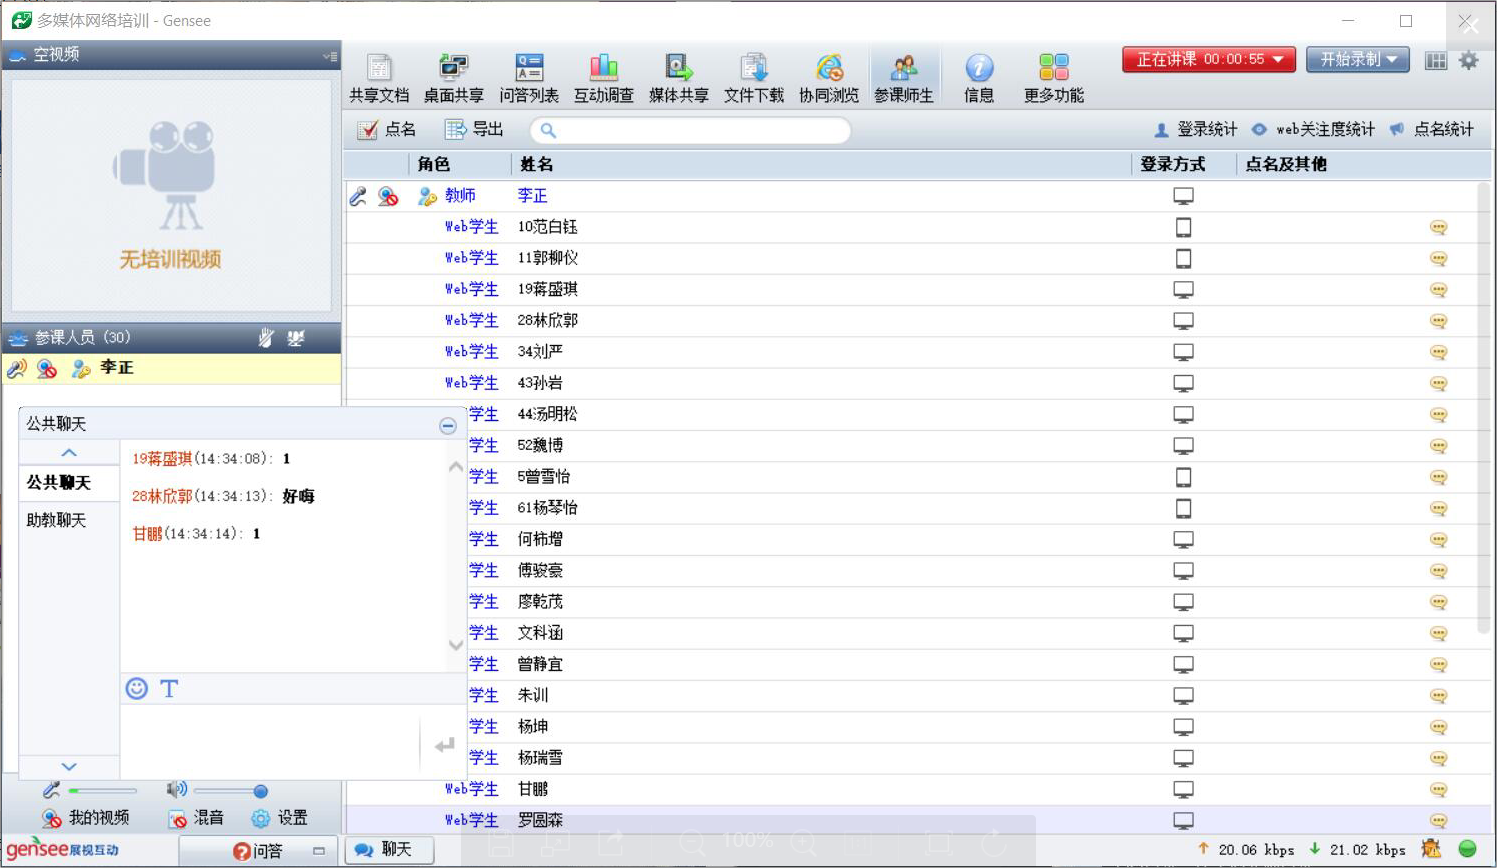 多媒体网络培训 - Gensee
空视频
无培训视频
参课人员 (30)
李正
共享文档 桌面共享 问答列表 互动调查 媒体共享 文件下载 协同浏览 参课师生 信息 更多功能
正在讲课 00:00:55
开始录制
点名 导出
登录统计 web关注度统计 点名统计
角色 姓名 登录方式 点名及其他
教师 李正
Web学生 10范白钰
Web学生 11郭柳仪
Web学生 19蒋盛琪
Web学生 28林欣郭
Web学生 34刘严
Web学生 43孙岩
学生 44汤明松
学生 52魏博
学生 5曾雪怡
学生 61杨琴怡
学生 何柿增
学生 傅骏豪
学生 廖乾茂
学生 文科涵
学生 曾静宜
学生 朱训
学生 杨坤
学生 杨瑞雪
Web学生 甘鹏
Web学生 罗圆森
公共聊天
公共聊天
助教聊天
19蒋盛琪(14:34:08): 1
28林欣郭(14:34:13): 好嗨
甘鹏(14:34:14): 1
T
我的视频 混音 设置
gensee展视互动
问答
聊天
100%
20.06 kbps 21.02 kbps